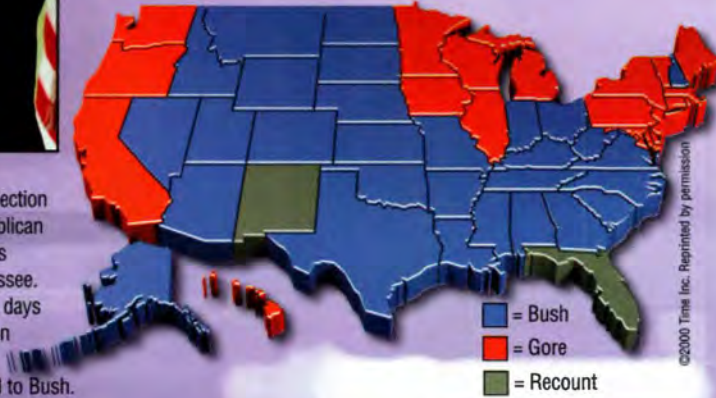 ection
blican
s
ssee.
days
n
l to Bush.
= Bush
= Gore
= Recount
©2000 Time Inc. Reprinted by permission